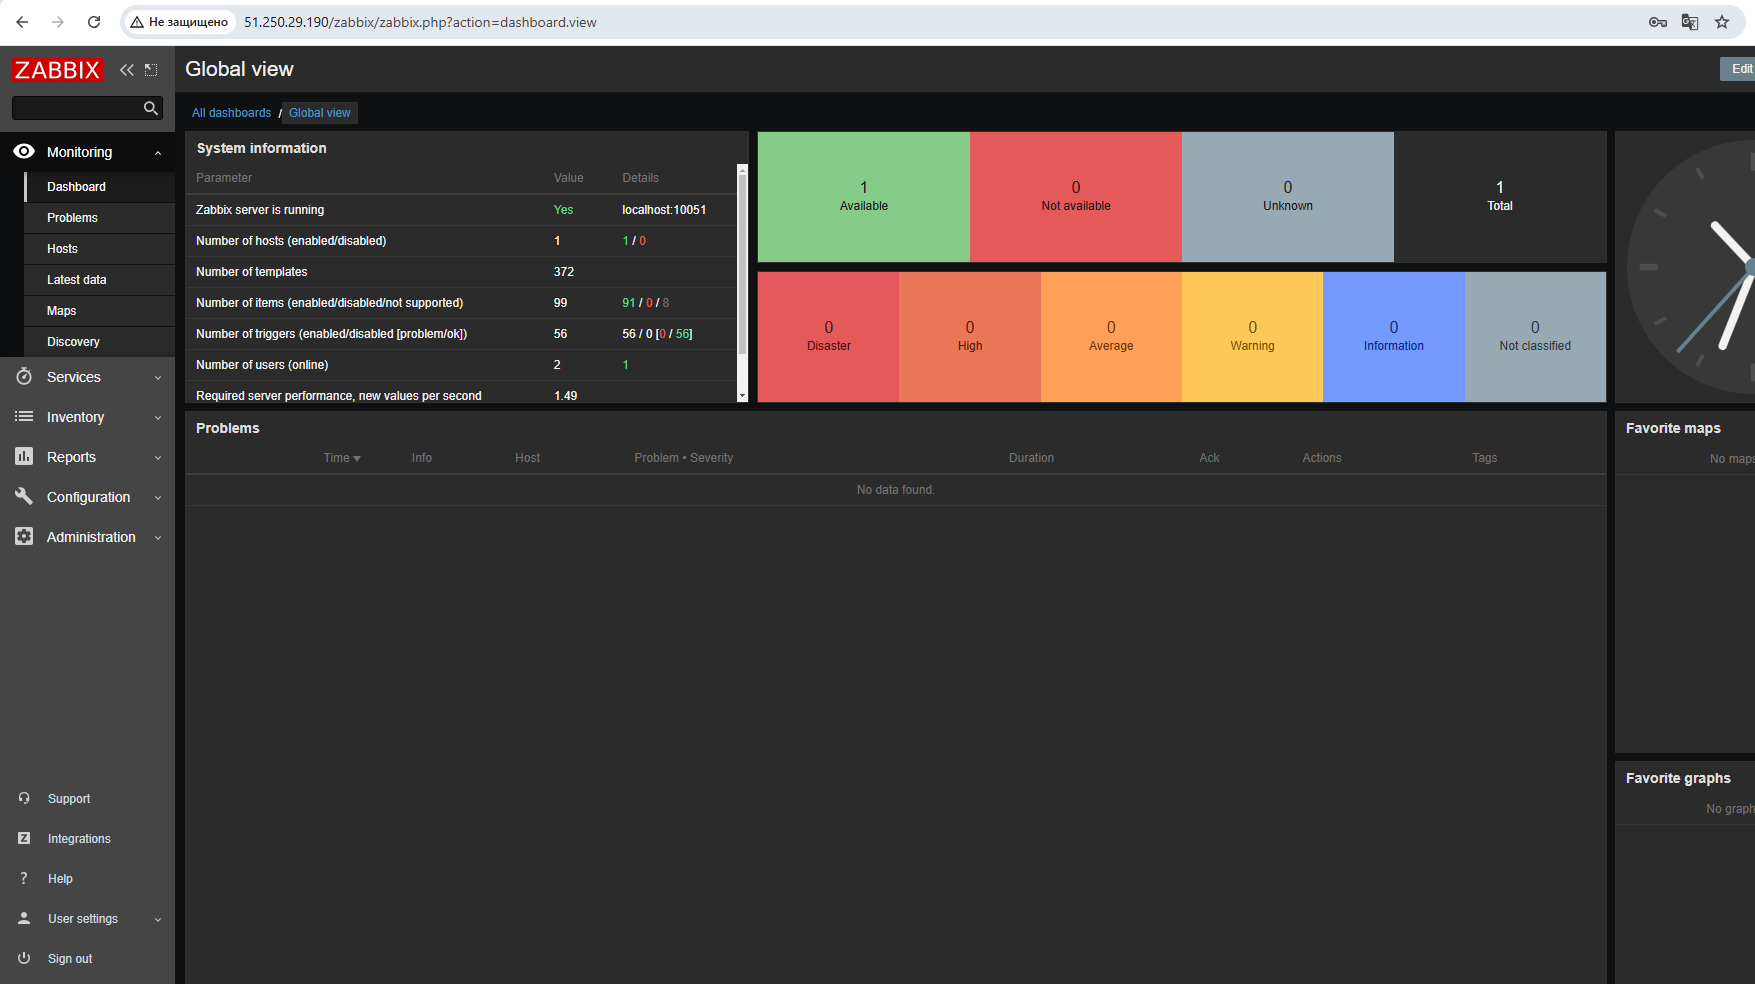 Не защищено 51.250.29.190/zabbix/zabbix.php?action=dashboard.view
ZABBIX
Global view
Edit
All dashboards / Global view
Monitoring
Dashboard
Problems
Hosts
Latest data
Maps
Discovery
Services
Inventory
Reports
Configuration
Administration
Support
Integrations
Help
User settings
Sign out
System information
Parameter Value Details
Zabbix server is running Yes localhost:10051
Number of hosts (enabled/disabled) 1 1 / 0
Number of templates 372
Number of items (enabled/disabled/not supported) 99 91 / 0 / 8
Number of triggers (enabled/disabled [problem/ok]) 56 56 / 0 [0 / 56]
Number of users (online) 2 1
Required server performance, new values per second 1.49
1 0 0 1
Available Not available Unknown Total
0 0 0 0 0 0
Disaster High Average Warning Information Not classified
Problems
Time Info Host Problem • Severity Duration Ack Actions Tags
No data found.
Favorite maps
No maps
Favorite graphs
No graph